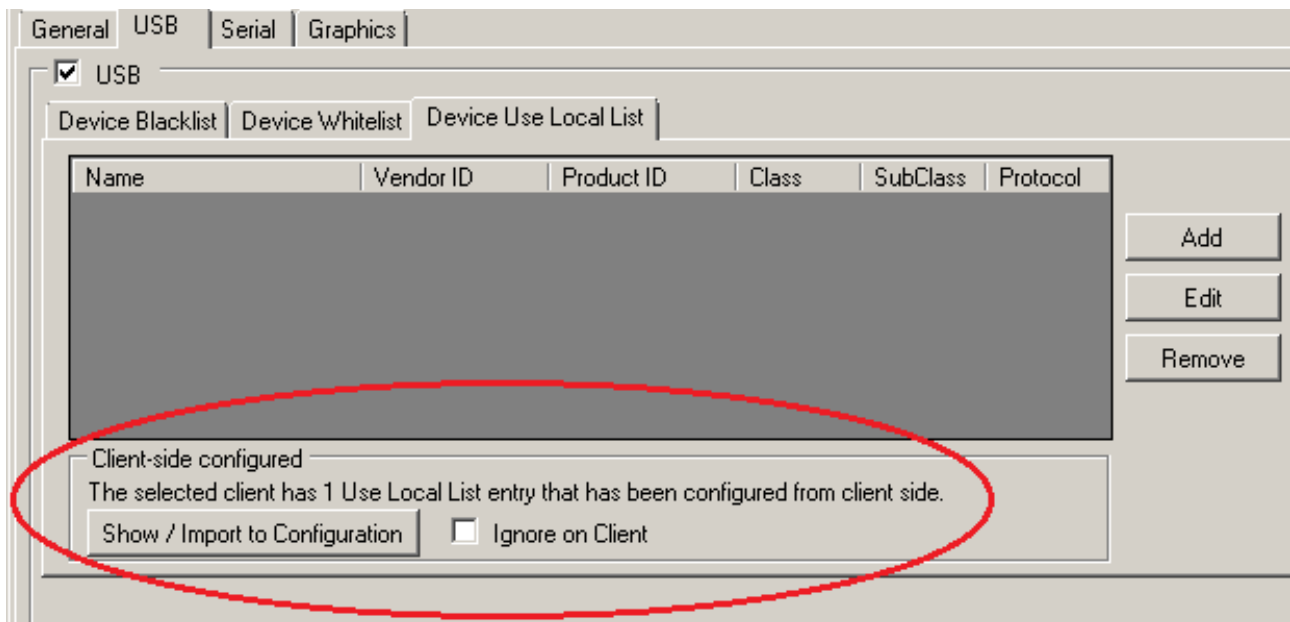 General USB Serial Graphics
USB
Device Blacklist Device Whitelist Device Use Local List
Name Vendor ID Product ID Class SubClass Protocol
Add
Edit
Remove
Client-side configured
The selected client has 1 Use Local List entry that has been configured from client side.
Show / Import to Configuration Ignore on Client